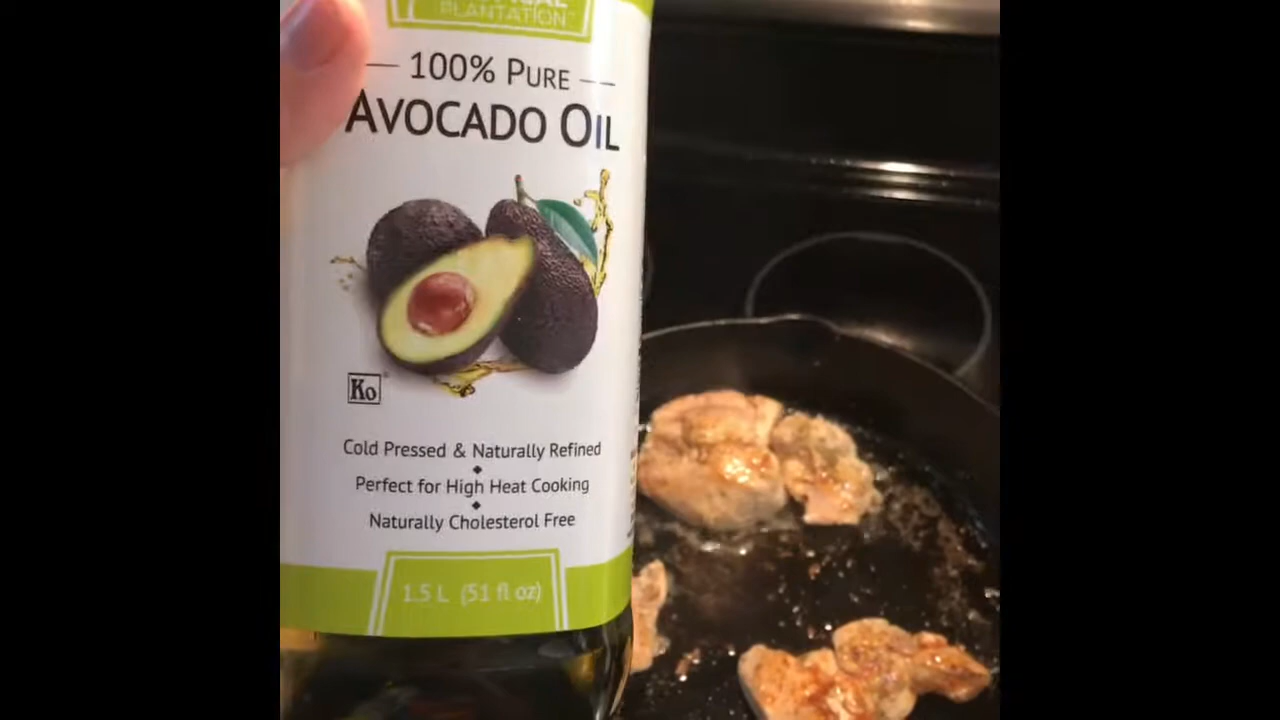 PLANTATION™
100% PURE
AVOCADO OIL
Ko
Cold Pressed & Naturally Refined
Perfect for High Heat Cooking
Naturally Cholesterol Free
1.5 L (51 fl oz)